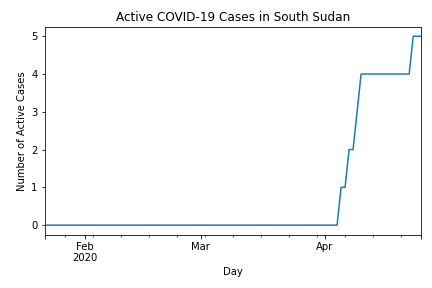 Active COVID-19 Cases in South Sudan
Number of Active Cases
5
4
3
2
1
0
Feb Mar Apr
2020
Day